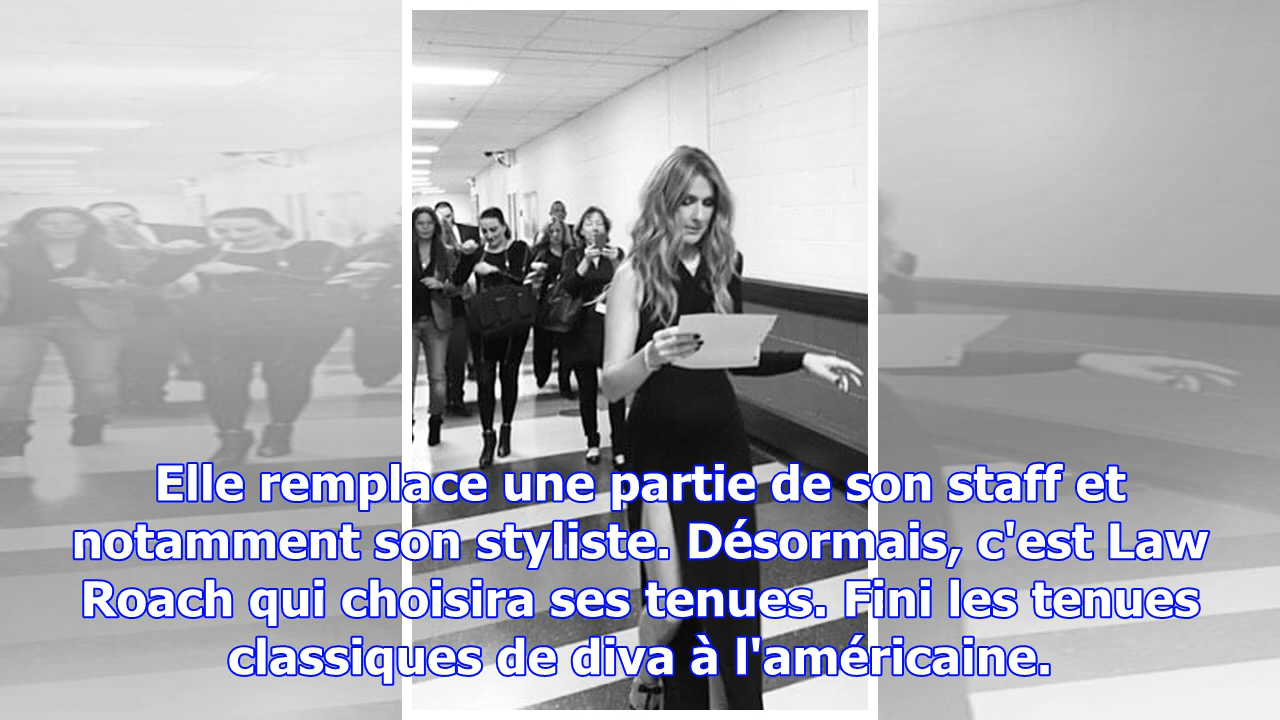 Elle remplace une partie de son staff et
notamment son styliste. Désormais, c'est Law
Roach qui choisira ses tenues. Fini les tenues
classiques de diva à l'américaine.